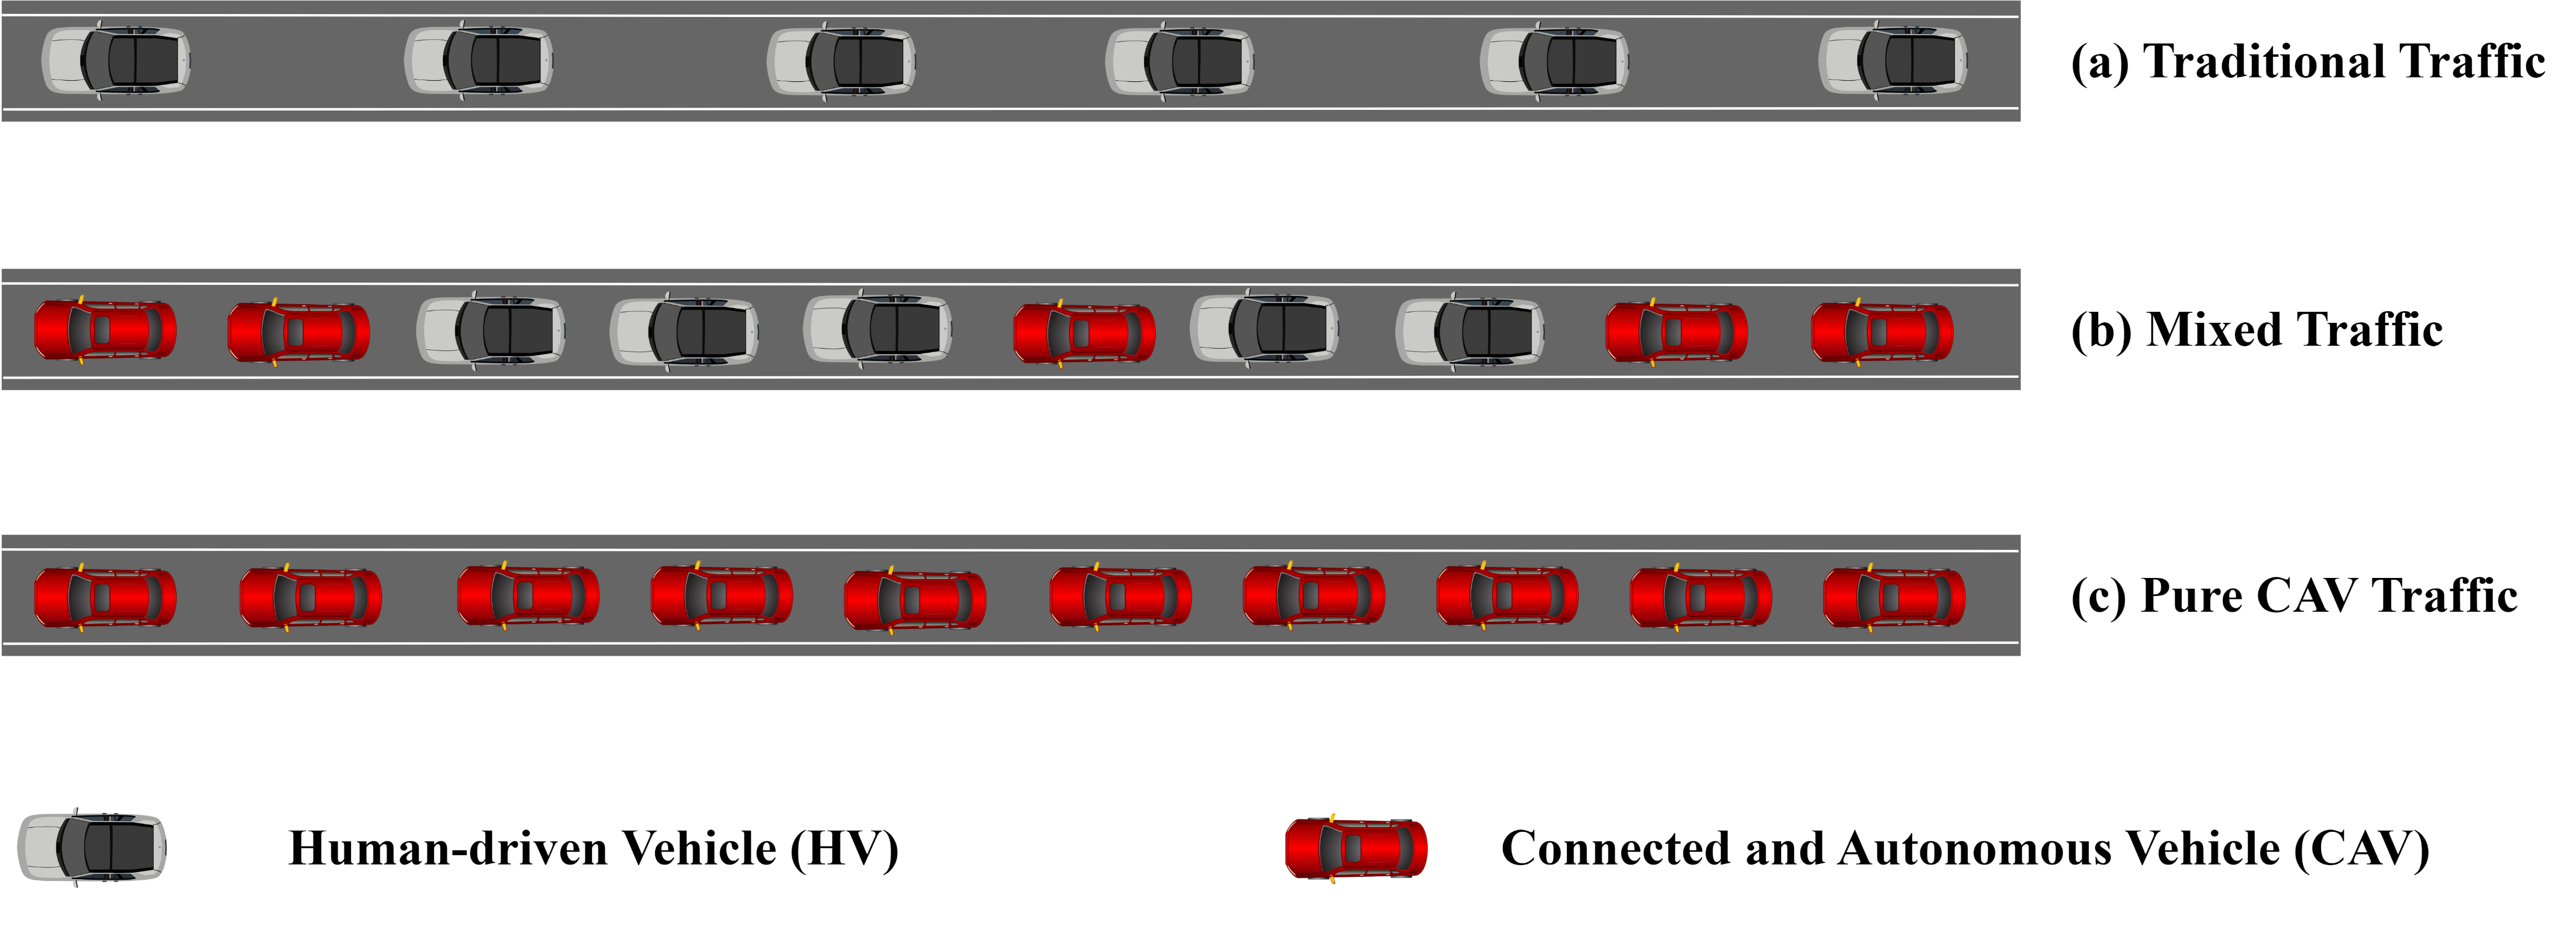 (a) Traditional Traffic
(b) Mixed Traffic
(c) Pure CAV Traffic
Human-driven Vehicle (HV)
Connected and Autonomous Vehicle (CAV)